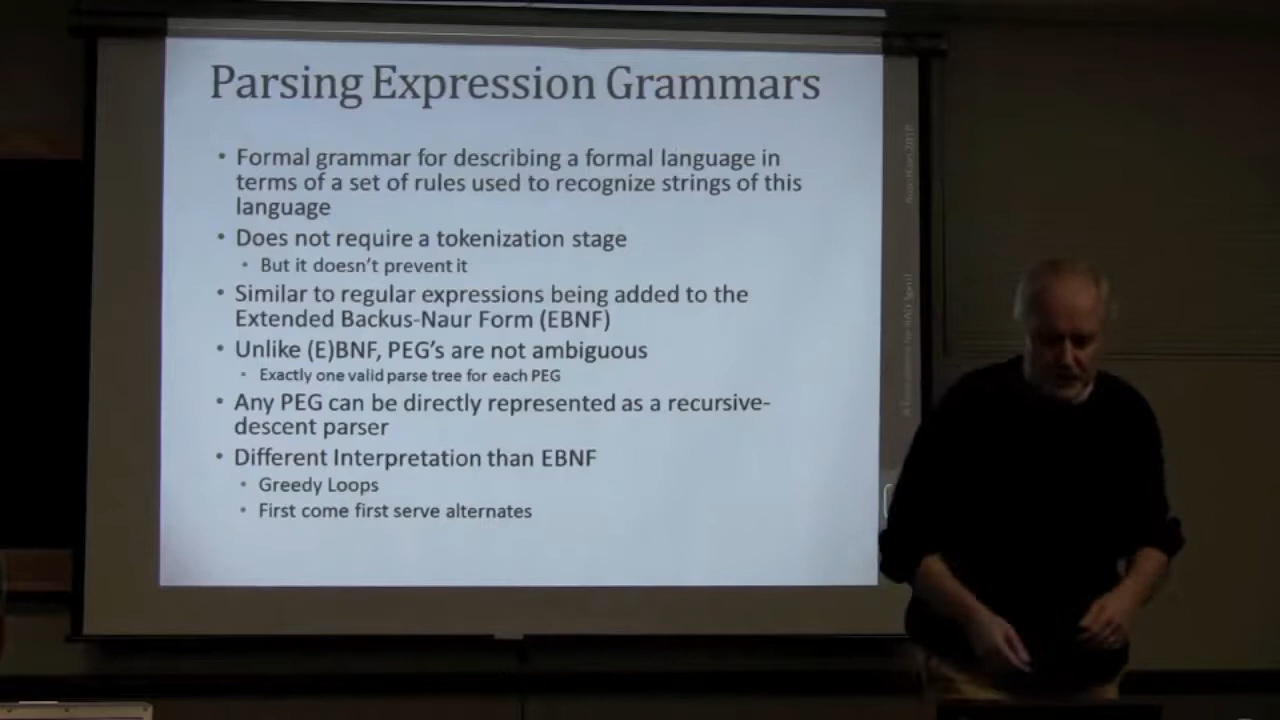 Parsing Expression Grammars
• Formal grammar for describing a formal language in
terms of a set of rules used to recognize strings of this
language
• Does not require a tokenization stage
• But it doesn't prevent it
• Similar to regular expressions being added to the
Extended Backus-Naur Form (EBNF)
• Unlike (E)BNF, PEG's are not ambiguous
• Exactly one valid parse tree for each PEG
• Any PEG can be directly represented as a recursive-
descent parser
• Different Interpretation than EBNF
• Greedy Loops
• First come first serve alternates